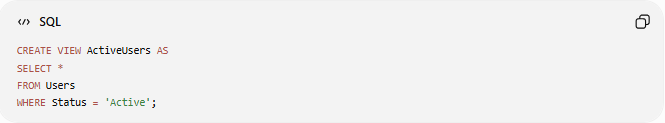 SQL
CREATE VIEW ActiveUsers AS
SELECT *
FROM Users
WHERE Status = 'Active';